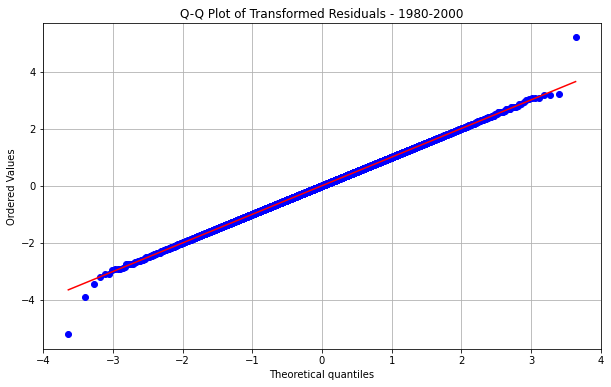 Q-Q Plot of Transformed Residuals - 1980-2000
Ordered Values
4
2
0
−2
−4
−4 −3 −2 −1 0 1 2 3 4
Theoretical quantiles